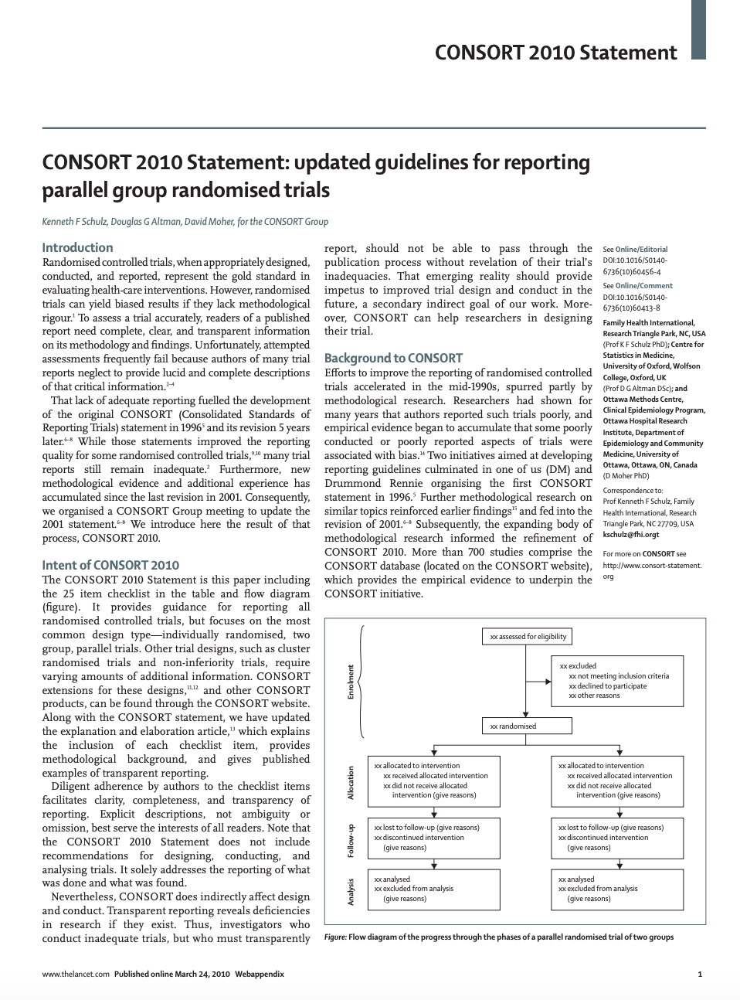 CONSORT 2010 Statement
CONSORT 2010 Statement: updated guidelines for reporting
parallel group randomised trials
Kenneth F Schulz, Douglas G Altman, David Moher, for the CONSORT Group
Introduction
Randomised controlled trials, when appropriately designed,
conducted, and reported, represent the gold standard in
evaluating health-care interventions. However, randomised
trials can yield biased results if they lack methodological
rigour.1 To assess a trial accurately, readers of a published
report need complete, clear, and transparent information
on its methodology and findings. Unfortunately, attempted
assessments frequently fail because authors of many trial
reports neglect to provide lucid and complete descriptions
of that critical information.2–4
That lack of adequate reporting fuelled the development
of the original CONSORT (Consolidated Standards of
Reporting Trials) statement in 19965 and its revision 5 years
later.6–8 While those statements improved the reporting
quality for some randomised controlled trials,9,10 many trial
reports still remain inadequate.2 Furthermore, new
methodological evidence and additional experience has
accumulated since the last revision in 2001. Consequently,
we organised a CONSORT Group meeting to update the
2001 statement.6–8 We introduce here the result of that
process, CONSORT 2010.
Intent of CONSORT 2010
The CONSORT 2010 Statement is this paper including
the 25 item checklist in the table and flow diagram
(figure). It provides guidance for reporting all
randomised controlled trials, but focuses on the most
common design type—individually randomised, two
group, parallel trials. Other trial designs, such as cluster
randomised trials and non-inferiority trials, require
varying amounts of additional information. CONSORT
extensions for these designs,11,12 and other CONSORT
products, can be found through the CONSORT website.
Along with the CONSORT statement, we have updated
the explanation and elaboration article,13 which explains
the inclusion of each checklist item, provides
methodological background, and gives published
examples of transparent reporting.
Diligent adherence by authors to the checklist items
facilitates clarity, completeness, and transparency of
reporting. Explicit descriptions, not ambiguity or
omission, best serve the interests of all readers. Note that
the CONSORT 2010 Statement does not include
recommendations for designing, conducting, and
analysing trials. It solely addresses the reporting of what
was done and what was found.
Nevertheless, CONSORT does indirectly affect design
and conduct. Transparent reporting reveals deficiencies
in research if they exist. Thus, investigators who
conduct inadequate trials, but who must transparently
report, should not be able to pass through the
publication process without revelation of their trial's
inadequacies. That emerging reality should provide
impetus to improved trial design and conduct in the
future, a secondary indirect goal of our work. More-
over, CONSORT can help researchers in designing
their trial.
Background to CONSORT
Efforts to improve the reporting of randomised controlled
trials accelerated in the mid-1990s, spurred partly by
methodological research. Researchers had shown for
many years that authors reported such trials poorly, and
empirical evidence began to accumulate that some poorly
conducted or poorly reported aspects of trials were
associated with bias.14 Two initiatives aimed at developing
reporting guidelines culminated in one of us (DM) and
Drummond Rennie organising the first CONSORT
statement in 1996.5 Further methodological research on
similar topics reinforced earlier findings15 and fed into the
revision of 2001.6–8 Subsequently, the expanding body of
methodological research informed the refinement of
CONSORT 2010. More than 700 studies comprise the
CONSORT database (located on the CONSORT website),
which provides the empirical evidence to underpin the
CONSORT initiative.
See Online/Editorial
DOI:10.1016/S0140-
6736(10)60456-4
See Online/Comment
DOI:10.1016/S0140-
6736(10)60413-8
Family Health International,
Research Triangle Park, NC, USA
(Prof K F Schulz PhD); Centre for
Statistics in Medicine,
University of Oxford, Wolfson
College, Oxford, UK
(Prof D G Altman DSc); and
Ottawa Methods Centre,
Clinical Epidemiology Program,
Ottawa Hospital Research
Institute, Department of
Epidemiology and Community
Medicine, University of
Ottawa, Ottawa, ON, Canada
(D Moher PhD)
Correspondence to:
Prof Kenneth F Schulz, Family
Health International, Research
Triangle Park, NC 27709, USA
kschulz@fhi.orgt
For more on CONSORT see
http://www.consort-statement.
org
Enrolment
xx assessed for eligibility
xx excluded
xx not meeting inclusion criteria
xx declined to participate
xx other reasons
xx randomised
Allocation
xx allocated to intervention
xx received allocated intervention
xx did not receive allocated
intervention (give reasons)
xx allocated to intervention
xx received allocated intervention
xx did not receive allocated
intervention (give reasons)
Follow-up
xx lost to follow-up (give reasons)
xx discontinued intervention
(give reasons)
xx lost to follow-up (give reasons)
xx discontinued intervention
(give reasons)
Analysis
xx analysed
xx excluded from analysis
(give reasons)
xx analysed
xx excluded from analysis
(give reasons)
Figure: Flow diagram of the progress through the phases of a parallel randomised trial of two groups
www.thelancet.com Published online March 24, 2010 Webappendix
1